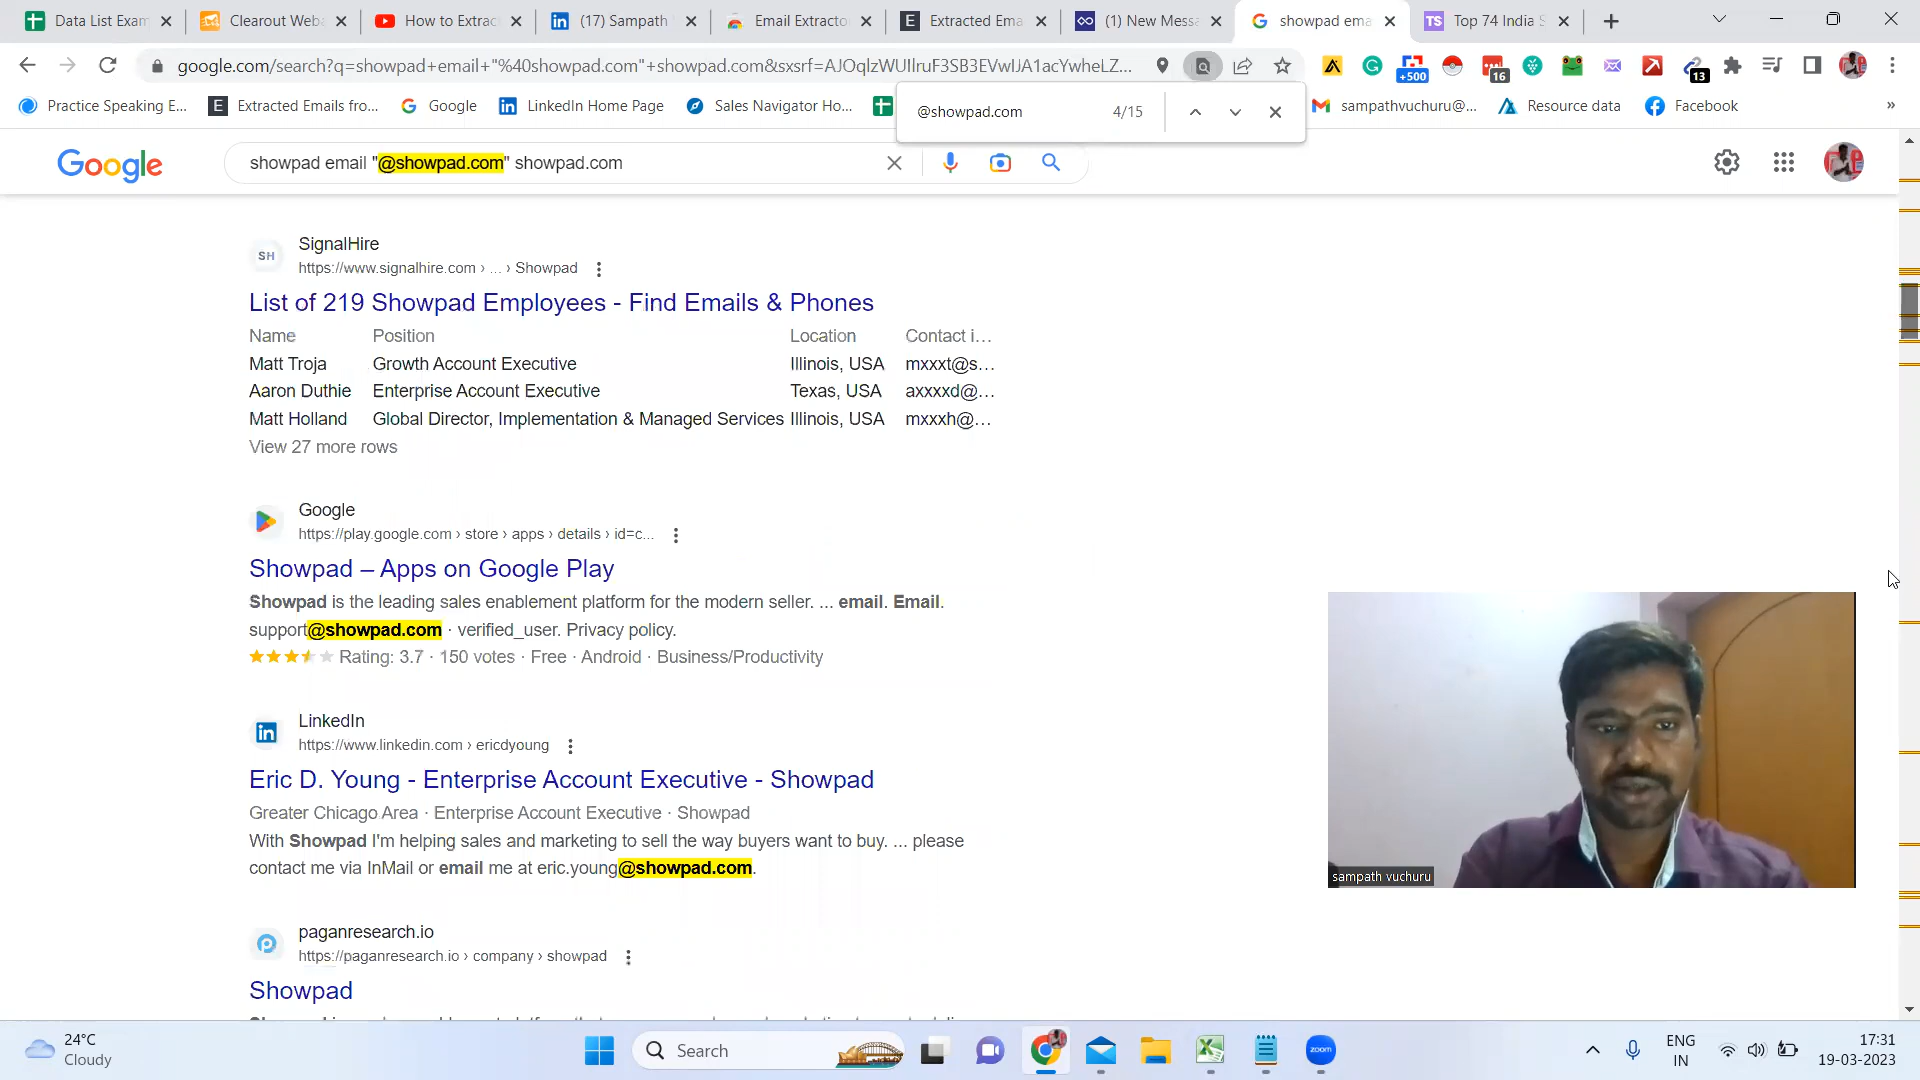 Data List Exam
Clearout Weba
How to Extrac
(17) Sampath
Email Extracto
Extracted Ema
(1) New Messa
showpad ema
Top 74 India S
google.com/search?q=showpad+email+"%40showpad.com"+showpad.com&sxsrf=AJOqlzWUIlruF3SB3EVwIJA1acYwheLZ...
+500
16
13
Practice Speaking E...
Extracted Emails fro...
Google
LinkedIn Home Page
Sales Navigator Ho...
@showpad.com
4/15
sampathvuchuru@...
Resource data
Facebook
»
Google
showpad email "@showpad.com" showpad.com
SH
SignalHire
https://www.signalhire.com › ... › Showpad
List of 219 Showpad Employees - Find Emails & Phones
Name Position Location Contact i...
Matt Troja Growth Account Executive Illinois, USA mxxxt@s...
Aaron Duthie Enterprise Account Executive Texas, USA axxxxd@...
Matt Holland Global Director, Implementation & Managed Services Illinois, USA mxxxh@...
View 27 more rows
Google
https://play.google.com › store › apps › details › id=c...
Showpad – Apps on Google Play
Showpad is the leading sales enablement platform for the modern seller. ... email. Email.
support@showpad.com · verified_user. Privacy policy.
Rating: 3.7 · 150 votes · Free · Android · Business/Productivity
LinkedIn
https://www.linkedin.com › ericdyoung
Eric D. Young - Enterprise Account Executive - Showpad
Greater Chicago Area · Enterprise Account Executive · Showpad
With Showpad I'm helping sales and marketing to sell the way buyers want to buy. ... please
contact me via InMail or email me at eric.young@showpad.com.
paganresearch.io
https://paganresearch.io › company › showpad
Showpad
sampath vuchuru
24°C
Cloudy
Search
zoom
ENG
IN
17:31
19-03-2023